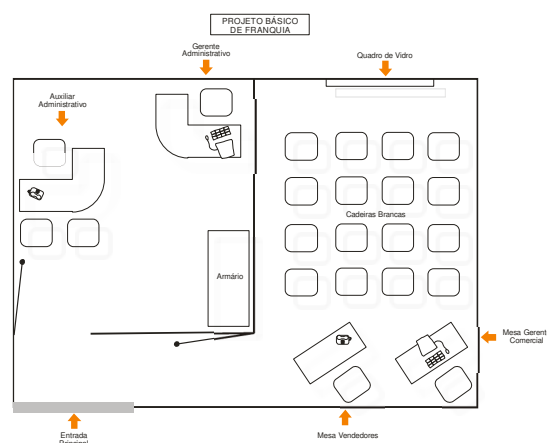 PROJETO BÁSICO
DE FRANQUIA
Gerente
Administrativo
Quadro de Vidro
Auxiliar
Administrativo
Cadeiras Brancas
Armário
Mesa Gerent
Comercial
Entrada
Principal
Mesa Vendedores